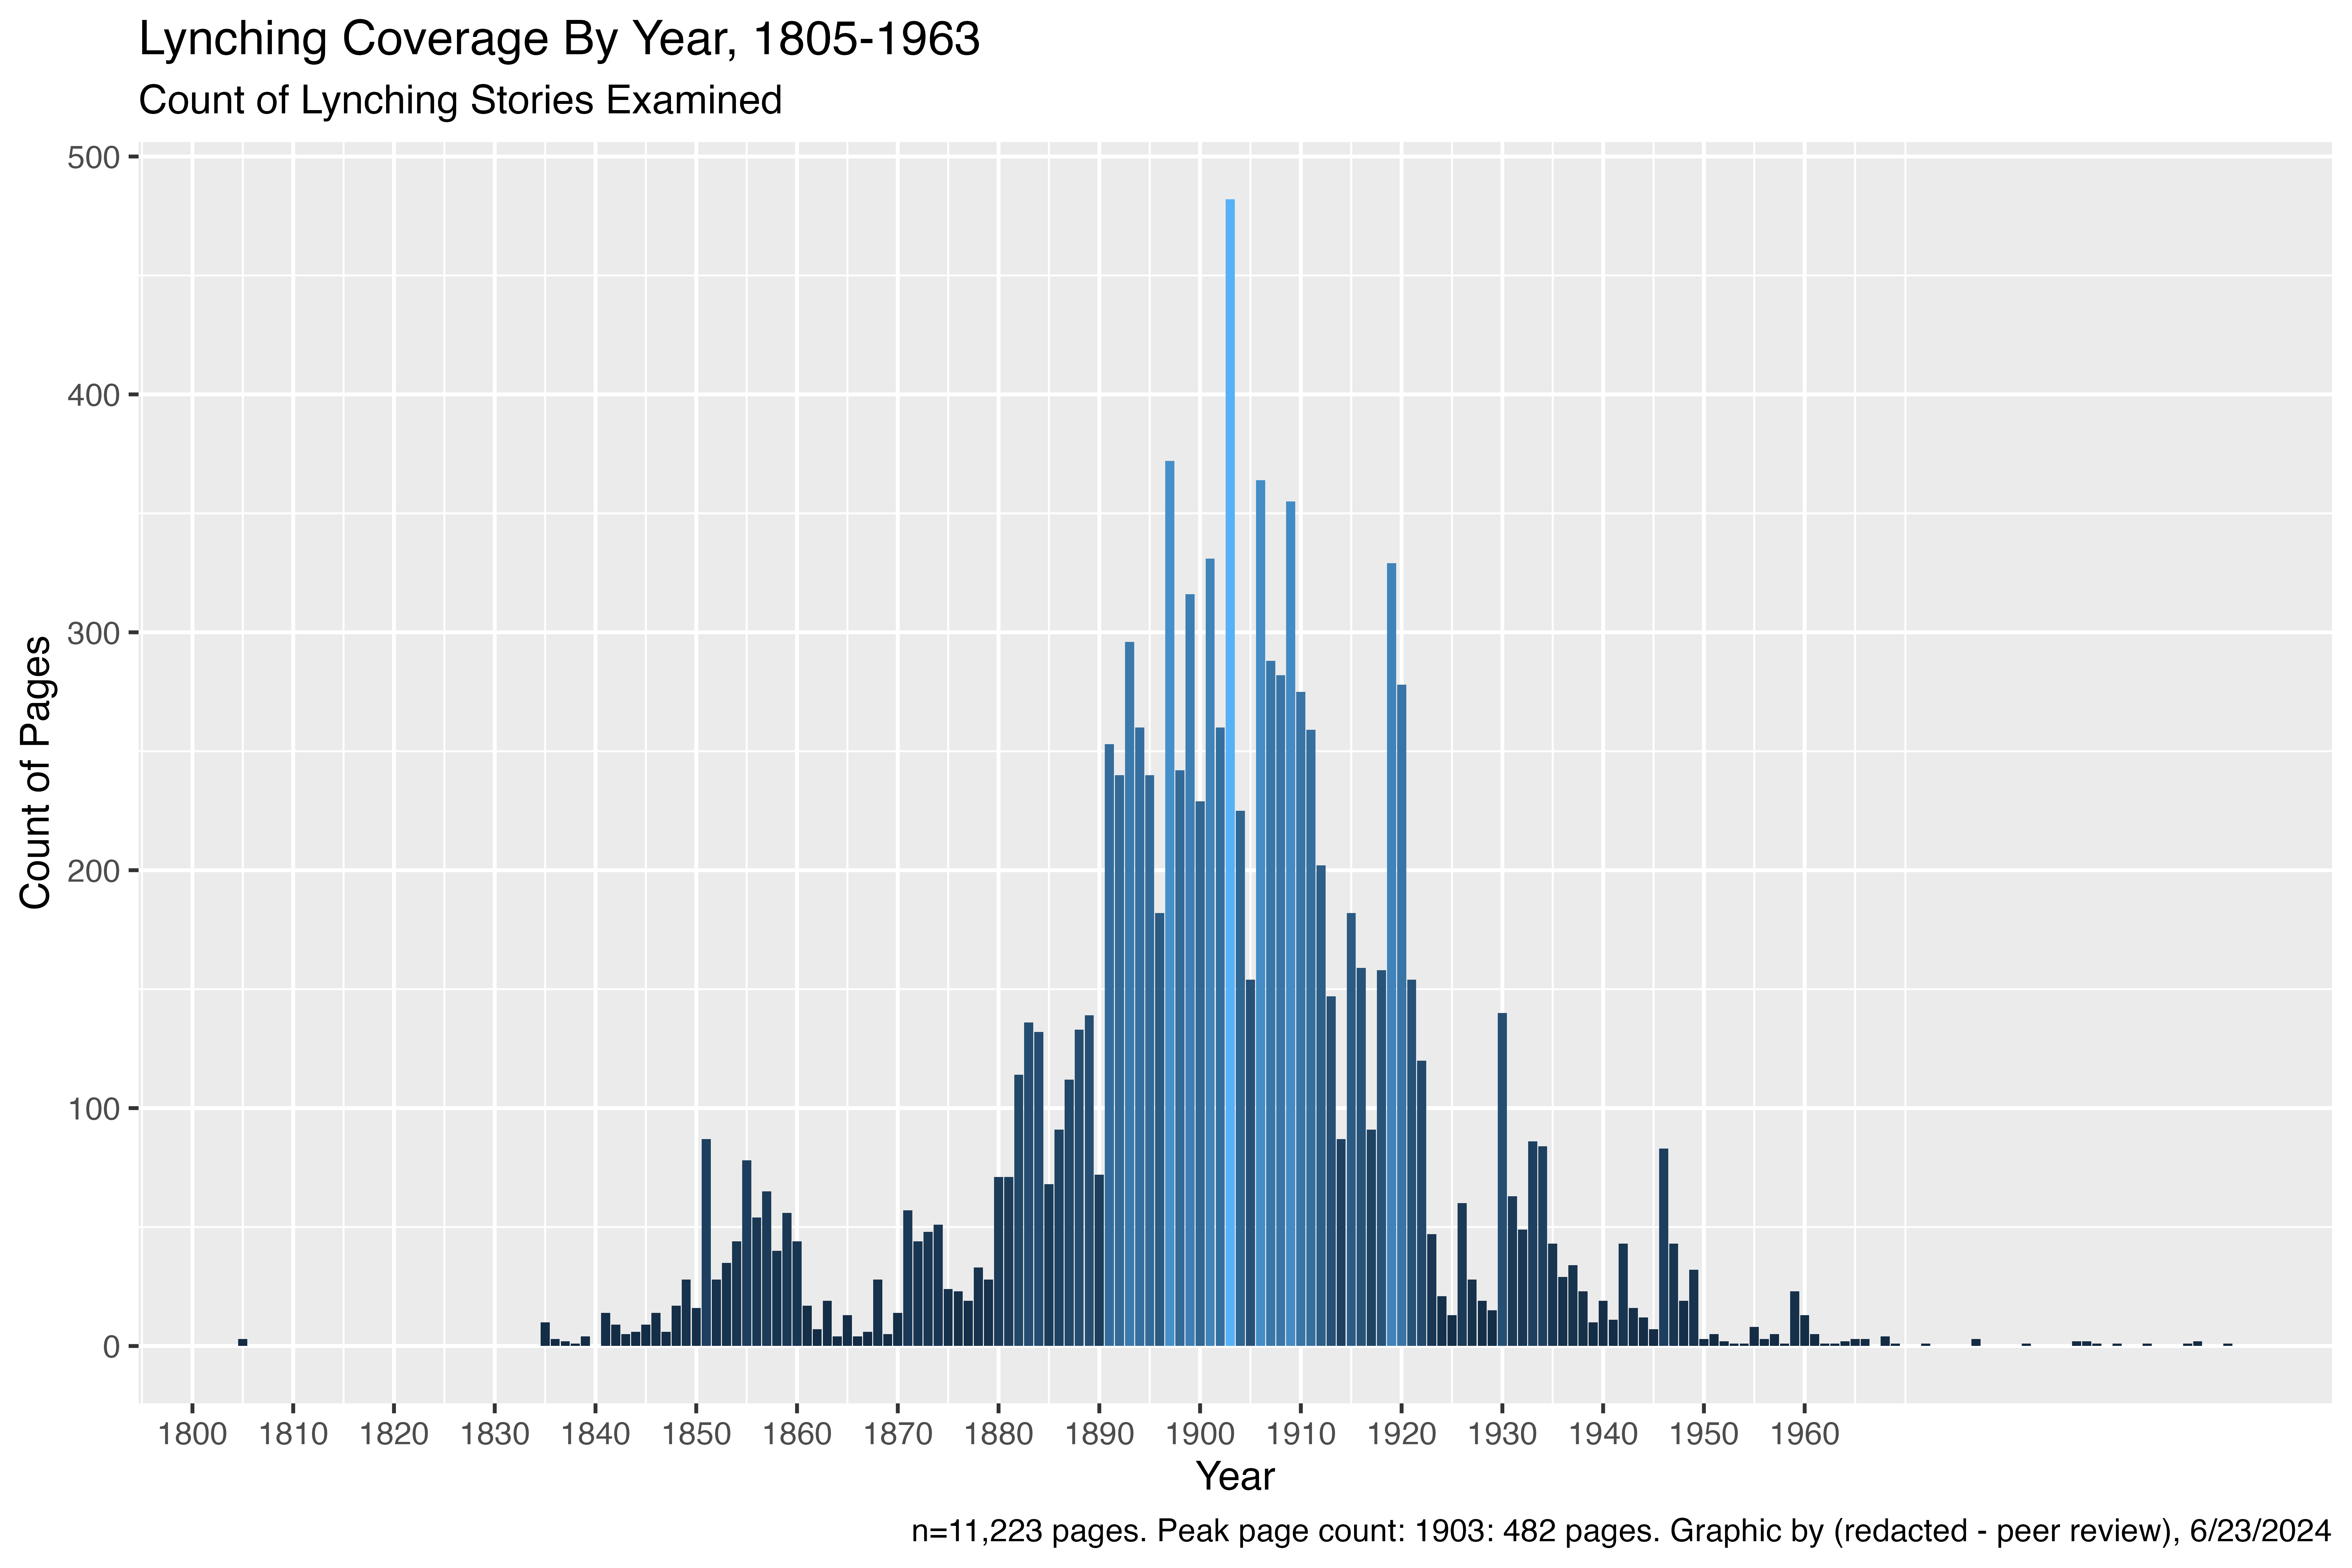 Lynching Coverage By Year, 1805-1963
Count of Lynching Stories Examined
500
400
300
200
100
0
Count of Pages
1800 1810 1820 1830 1840 1850 1860 1870 1880 1890 1900 1910 1920 1930 1940 1950 1960
Year
n=11,223 pages. Peak page count: 1903: 482 pages. Graphic by (redacted - peer review), 6/23/2024